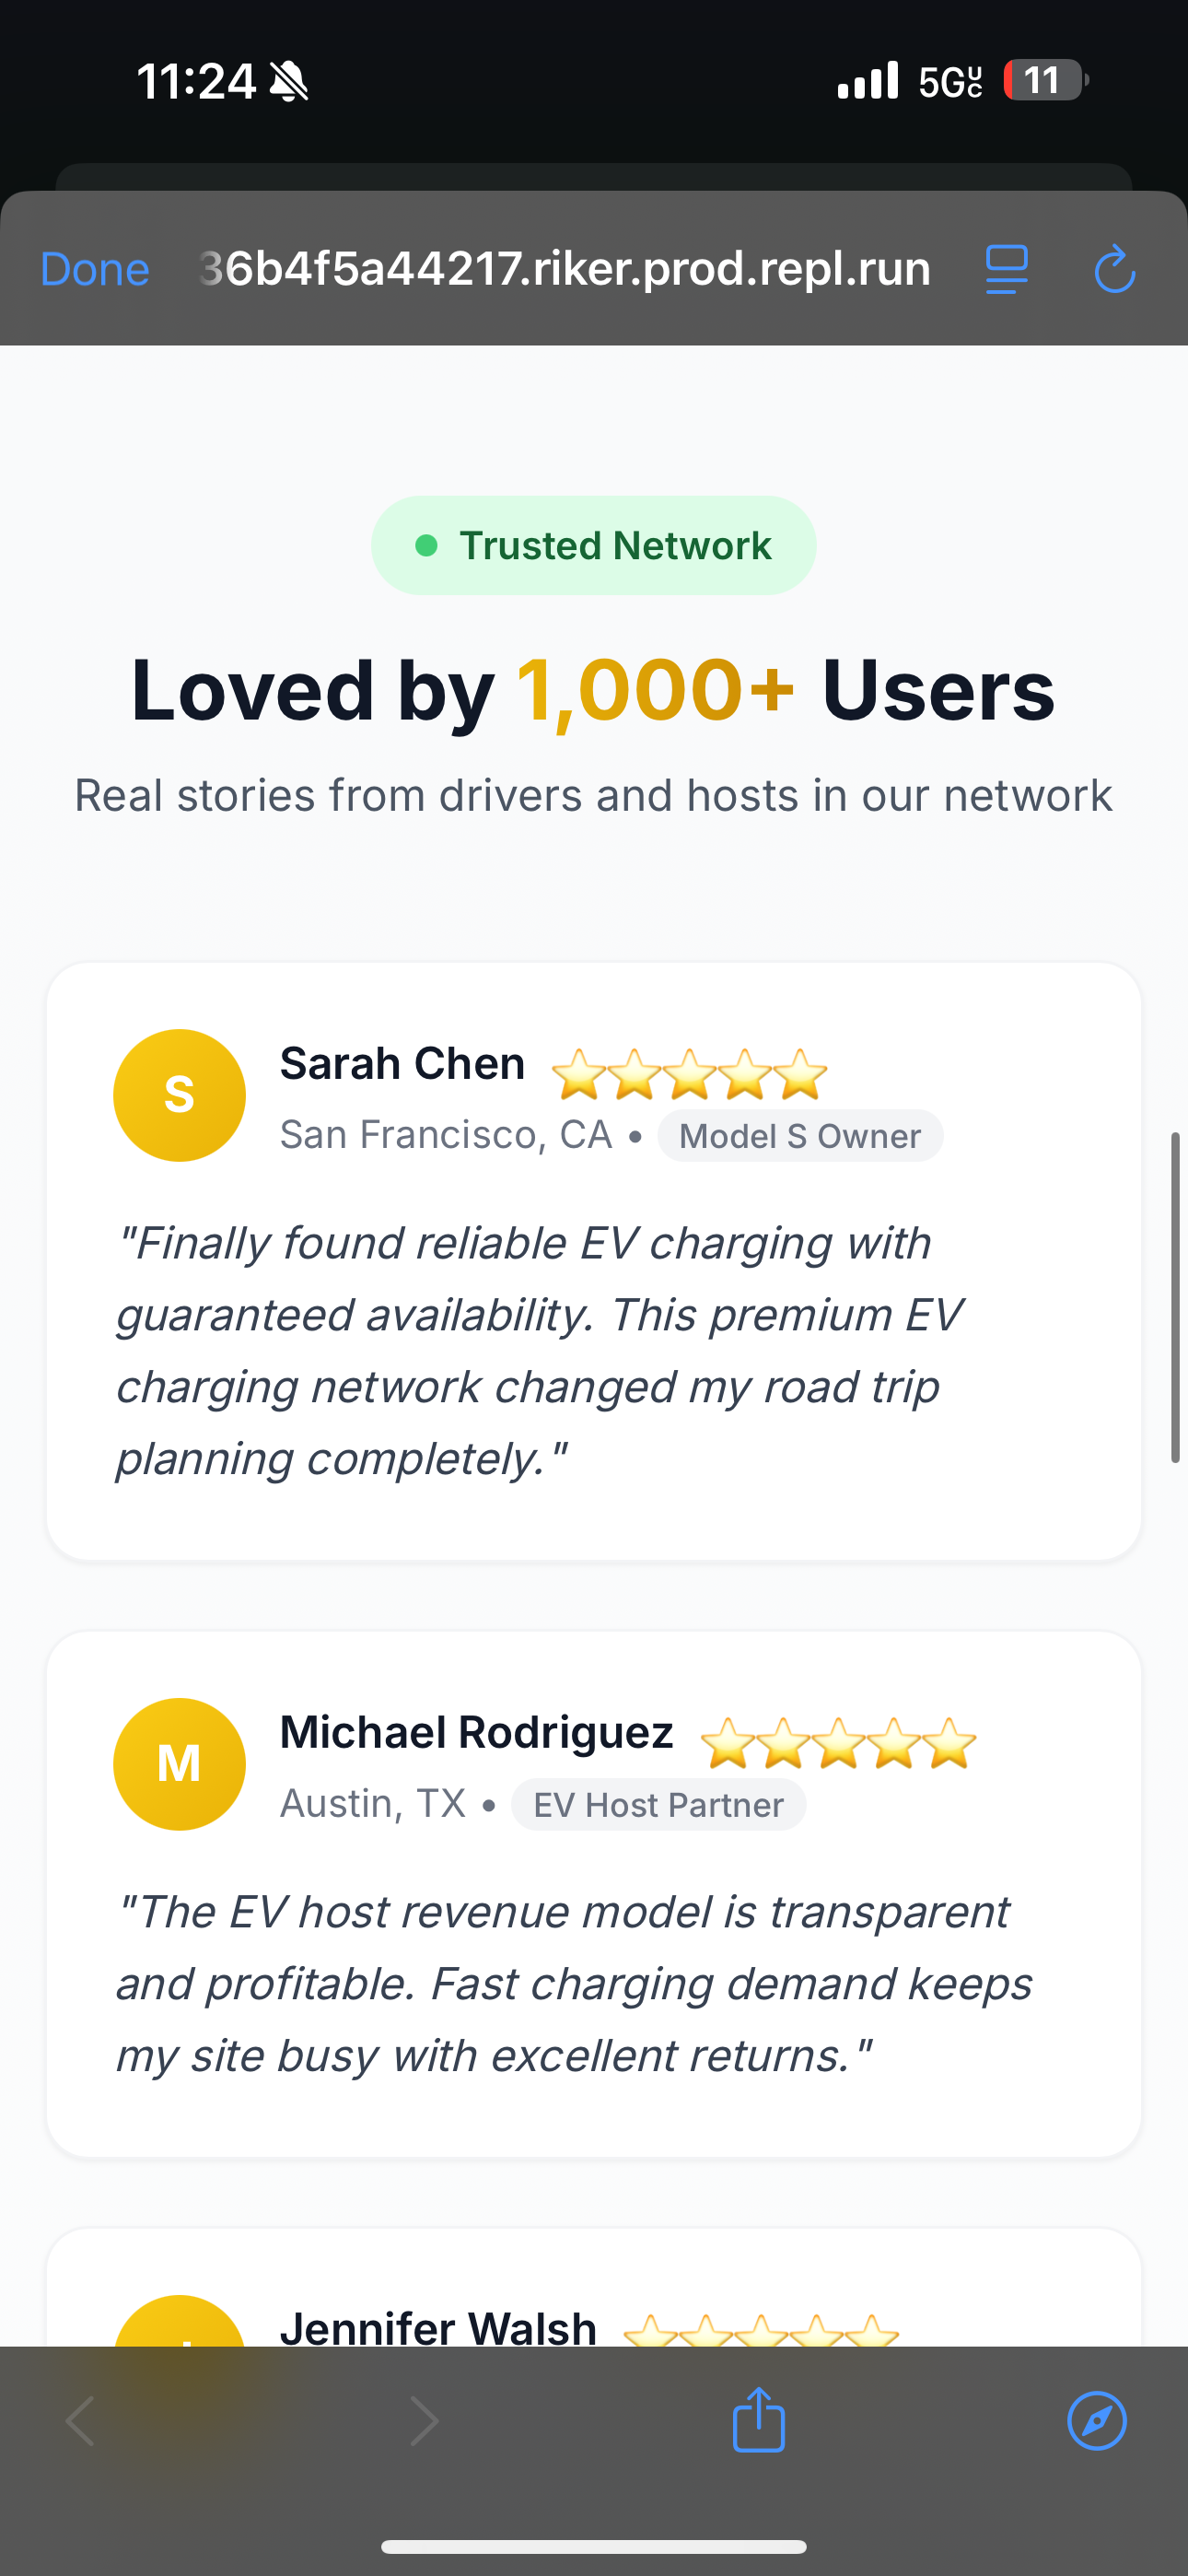 11:24
5GUC
11
Done
36b4f5a44217.riker.prod.repl.run
Trusted Network
Loved by 1,000+ Users
Real stories from drivers and hosts in our network
S
Sarah Chen
San Francisco, CA • Model S Owner
"Finally found reliable EV charging with
guaranteed availability. This premium EV
charging network changed my road trip
planning completely."
M
Michael Rodriguez
Austin, TX • EV Host Partner
"The EV host revenue model is transparent
and profitable. Fast charging demand keeps
my site busy with excellent returns."
Jennifer Walsh